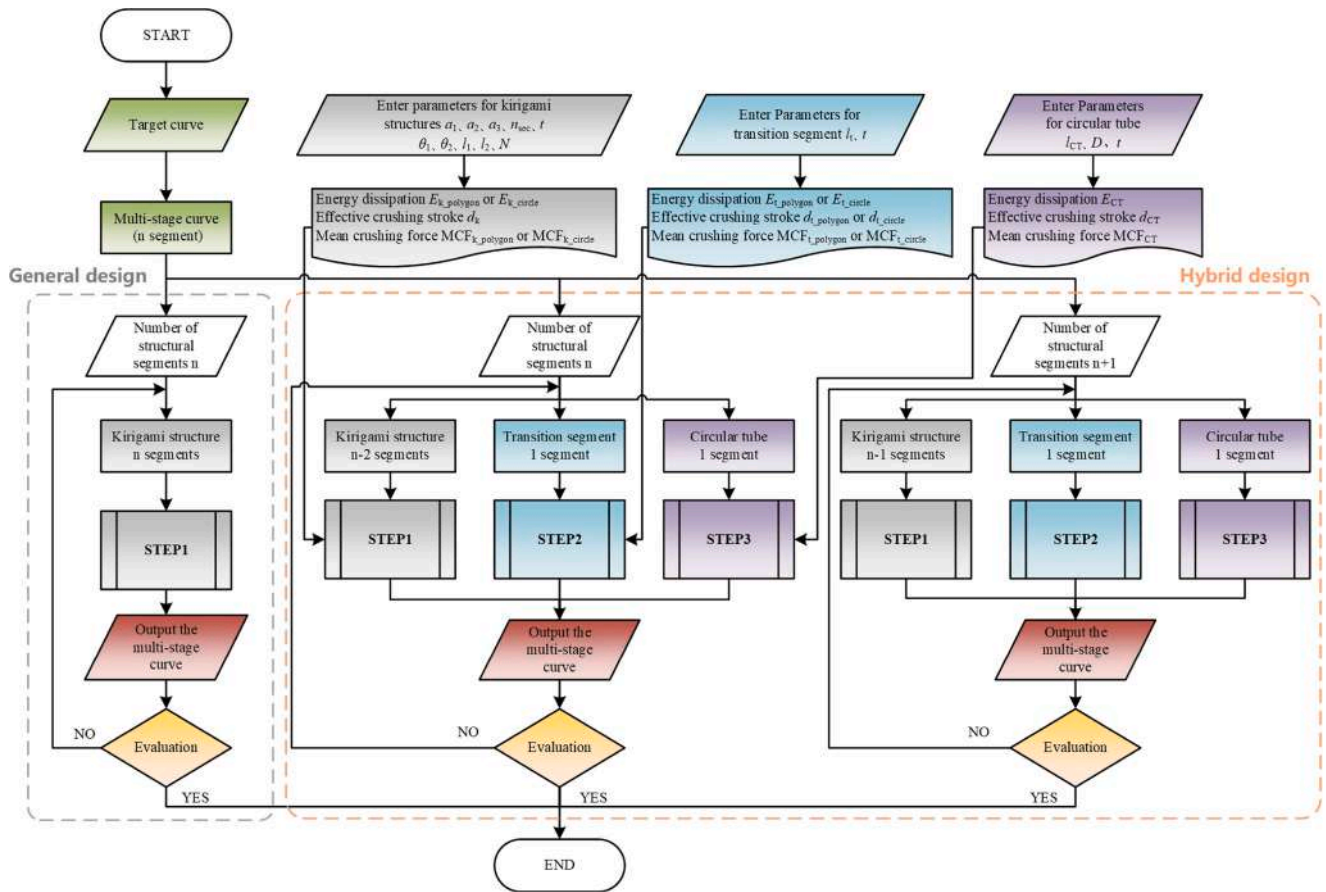 START
Target curve
Multi-stage curve
(n segment)
Enter parameters for kirigami
structures a₁、a₂、a₃、nsec、t
θ₁、θ₂、l₁、l₂、N
Energy dissipation Ek_polygon or Ek_circle
Effective crushing stroke dk
Mean crushing force MCFk_polygon or MCFk_circle
Enter Parameters for
transition segment lt、t
Energy dissipation Et_polygon or Et_circle
Effective crushing stroke dt_polygon or dt_circle
Mean crushing force MCFt_polygon or MCFt_circle
Enter Parameters
for circular tube
lCT、D、t
Energy dissipation ECT
Effective crushing stroke dCT
Mean crushing force MCFCT
General design
Number of
structural
segments n
Kirigami structure
n segments
STEP1
Output the
multi-stage
curve
Evaluation
NO
YES
Hybrid design
Number of
structural
segments n
Kirigami structure
n-2 segments
Transition segment
1 segment
Circular tube
1 segment
STEP1
STEP2
STEP3
Output the
multi-stage
curve
Evaluation
NO
YES
Number of
structural
segments n+1
Kirigami structure
n-1 segments
Transition segment
1 segment
Circular tube
1 segment
STEP1
STEP2
STEP3
Output the
multi-stage
curve
Evaluation
NO
YES
END